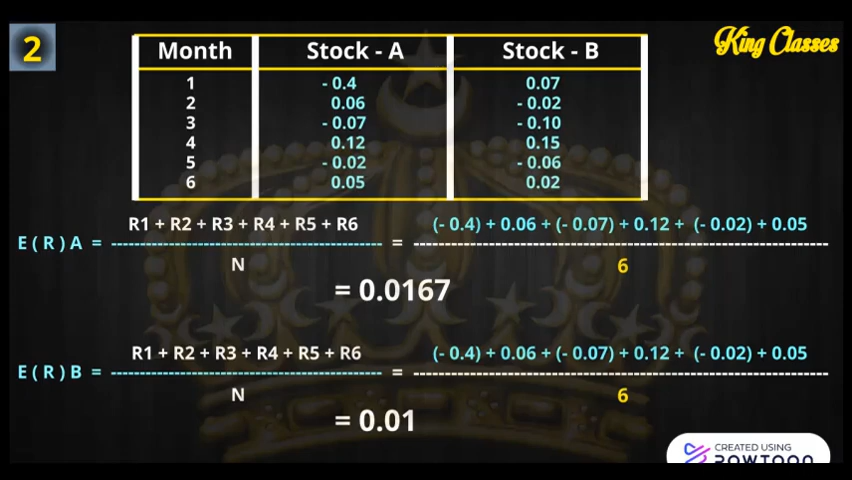 2
King Classes
Month Stock - A Stock - B
1 - 0.4 0.07
2 0.06 - 0.02
3 - 0.07 - 0.10
4 0.12 0.15
5 - 0.02 - 0.06
6 0.05 0.02
R1 + R2 + R3 + R4 + R5 + R6 (- 0.4) + 0.06 + (- 0.07) + 0.12 + (- 0.02) + 0.05
E ( R ) A = ---------- = ----------
N 6
= 0.0167
R1 + R2 + R3 + R4 + R5 + R6 (- 0.4) + 0.06 + (- 0.07) + 0.12 + (- 0.02) + 0.05
E ( R ) B = ---------- = ----------
N 6
= 0.01
CREATED USING
POWTOON